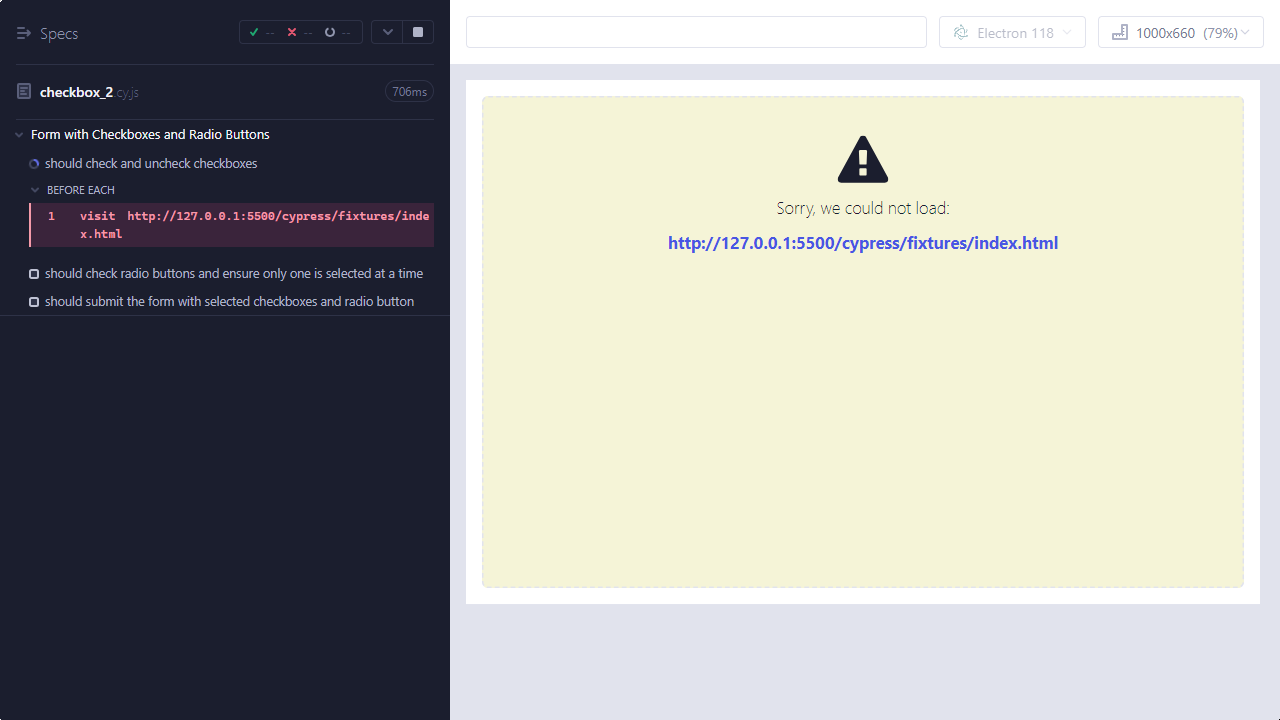 Specs
--
--
--
checkbox_2.cy.js
706ms
Form with Checkboxes and Radio Buttons
should check and uncheck checkboxes
BEFORE EACH
1 visit http://127.0.0.1:5500/cypress/fixtures/inde
x.html
should check radio buttons and ensure only one is selected at a time
should submit the form with selected checkboxes and radio button
Electron 118
1000x660 (79%)
Sorry, we could not load:
http://127.0.0.1:5500/cypress/fixtures/index.html